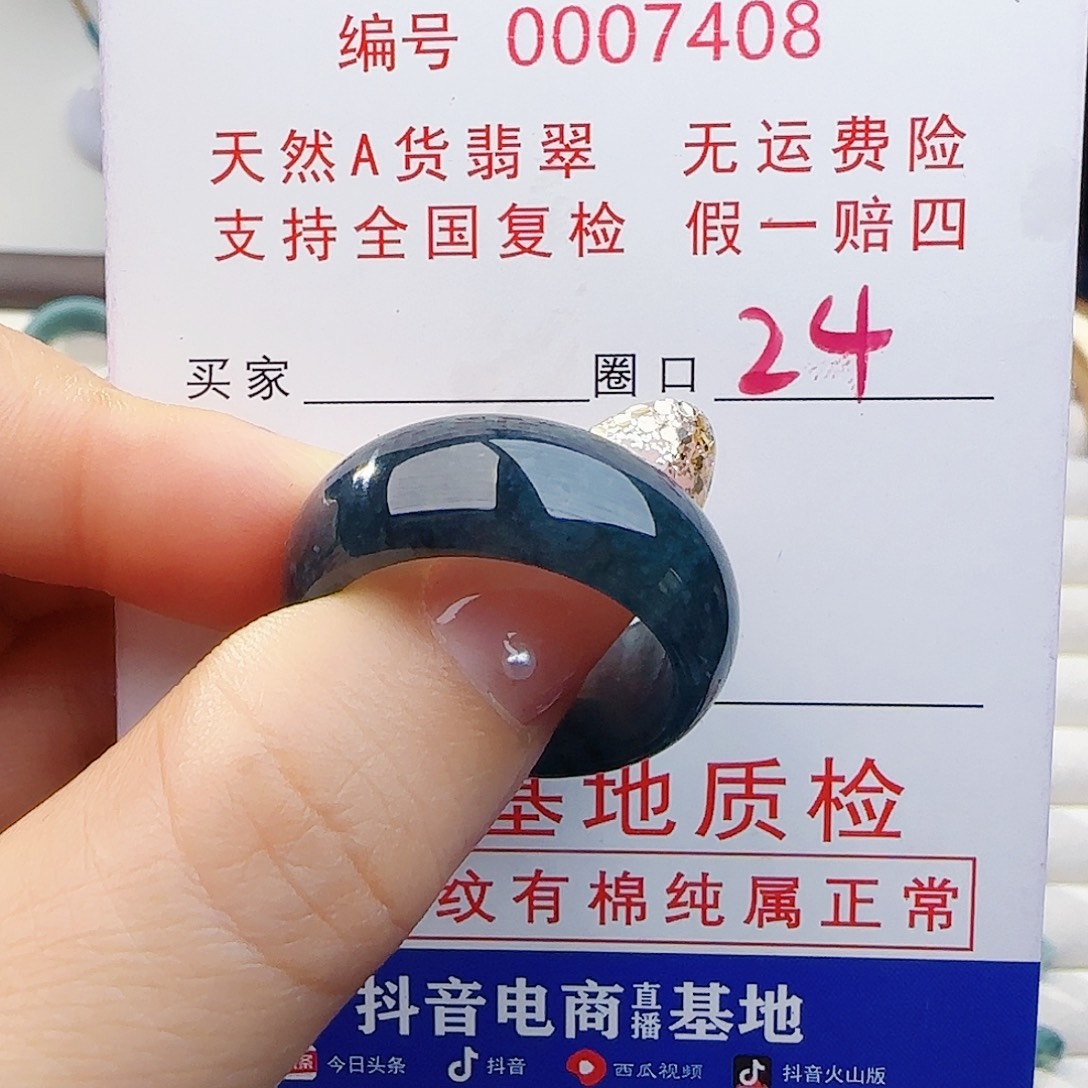 编号 0007408
天然A货翡翠 无运费险
支持全国复检 假一赔四
买家 圈口 24
基地质检
纹有棉纯属正常
抖音电商直播基地
今日头条 抖音 西瓜视频 抖音火山版